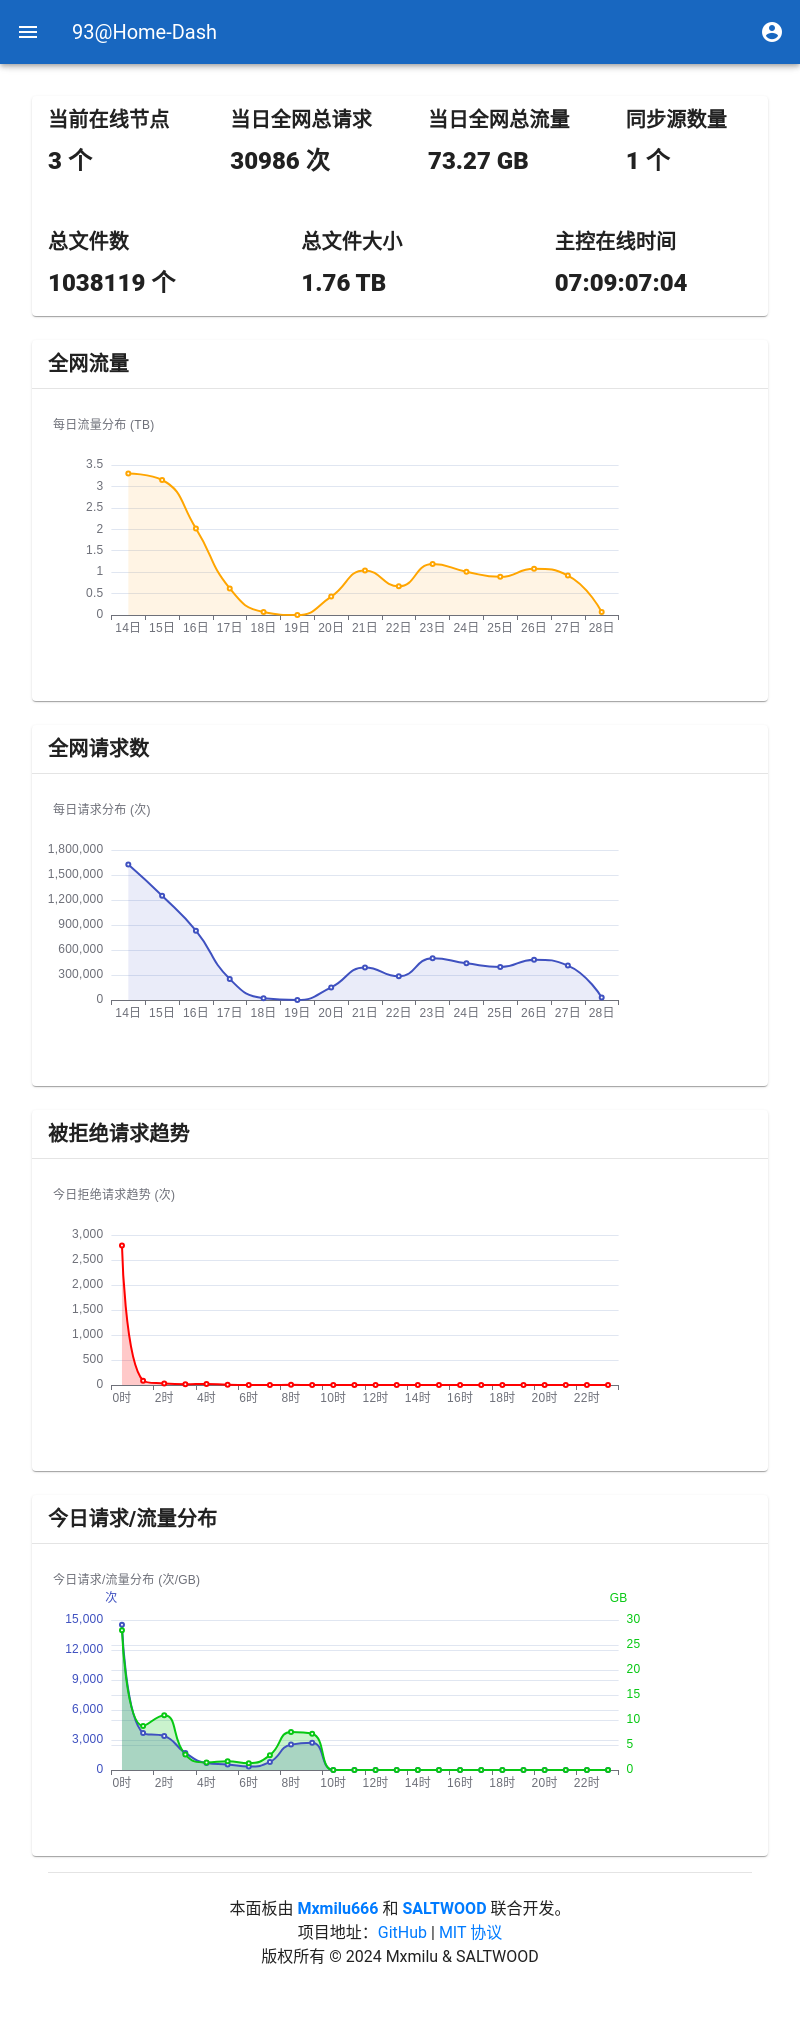 93@Home-Dash
当前在线节点 当日全网总请求 当日全网总流量 同步源数量
3 个 30986 次 73.27 GB 1 个
总文件数 总文件大小 主控在线时间
1038119 个 1.76 TB 07:09:07:04
全网流量
每日流量分布 (TB)
3.5
3
2.5
2
1.5
1
0.5
0
14日 15日 16日 17日 18日 19日 20日 21日 22日 23日 24日 25日 26日 27日 28日
全网请求数
每日请求分布 (次)
1,800,000
1,500,000
1,200,000
900,000
600,000
300,000
0
14日 15日 16日 17日 18日 19日 20日 21日 22日 23日 24日 25日 26日 27日 28日
被拒绝请求趋势
今日拒绝请求趋势 (次)
3,000
2,500
2,000
1,500
1,000
500
0
0时 2时 4时 6时 8时 10时 12时 14时 16时 18时 20时 22时
今日请求/流量分布
今日请求/流量分布 (次/GB)
次 GB
15,000 30
25
12,000
20
9,000
15
6,000 10
3,000 5
0 0
0时 2时 4时 6时 8时 10时 12时 14时 16时 18时 20时 22时
本面板由 Mxmilu666 和 SALTWOOD 联合开发。
项目地址：GitHub | MIT 协议
版权所有 © 2024 Mxmilu & SALTWOOD